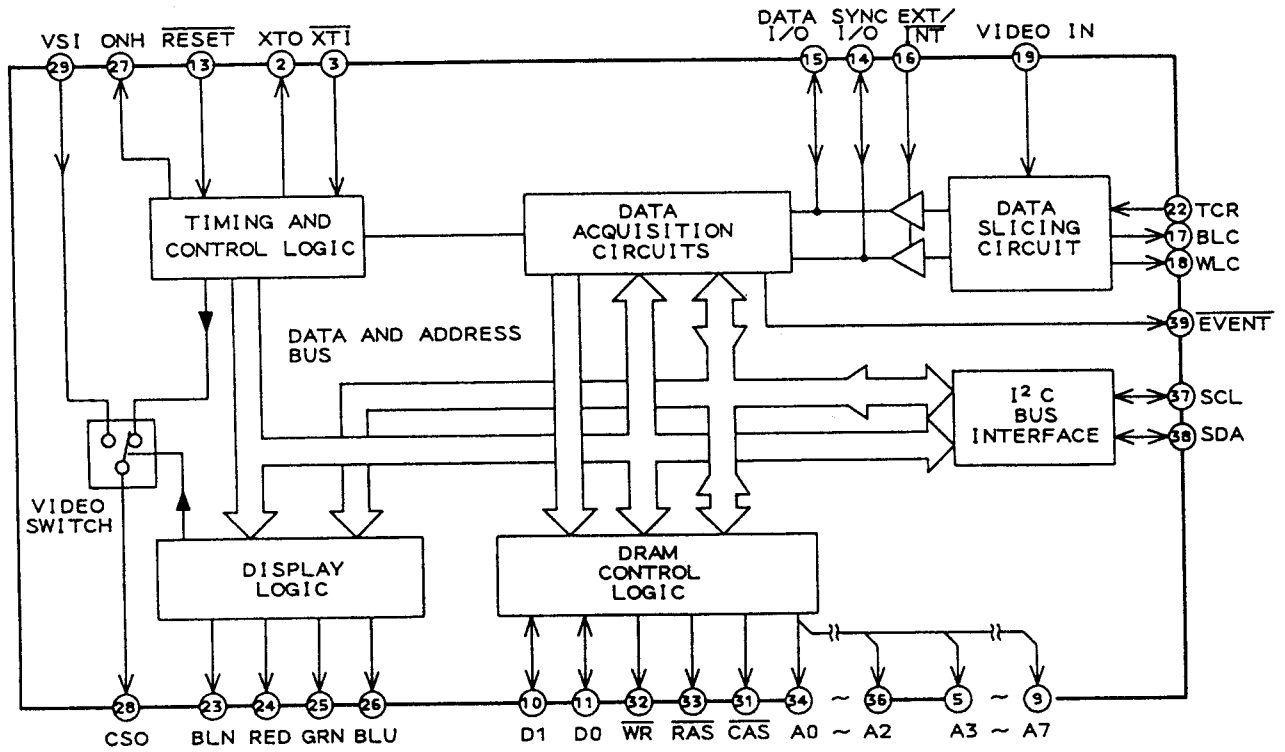 DATA SYNC EXT/
I/O I/O INT
VSI ONH RESET XTO XTI
VIDEO IN
29 27 13 2 3 15 14 16 19
TIMING AND
CONTROL LOGIC
DATA
ACQUISITION
CIRCUITS
DATA
SLICING
CIRCUIT
22 TCR
17 BLC
18 WLC
39 EVENT
DATA AND ADDRESS
BUS
I² C
BUS
INTERFACE
37 SCL
38 SDA
VIDEO
SWITCH
DISPLAY
LOGIC
DRAM
CONTROL
LOGIC
28 23 24 25 26 10 11 32 33 31 34 ~ 36 5 ~ 9
CSO BLN RED GRN BLU D1 D0 WR RAS CAS A0 ~ A2 A3 ~ A7